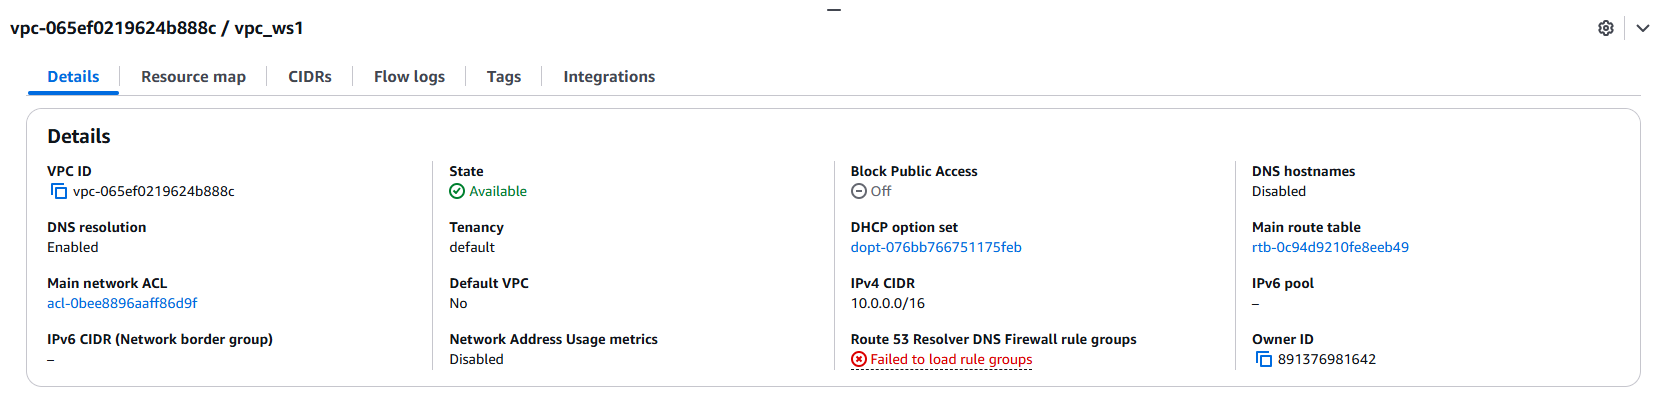 vpc-065ef0219624b888c / vpc_ws1
Details
Resource map
CIDRs
Flow logs
Tags
Integrations
Details
VPC ID
vpc-065ef0219624b888c
State
Available
Block Public Access
Off
DNS hostnames
Disabled
DNS resolution
Enabled
Tenancy
default
DHCP option set
dopt-076bb766751175feb
Main route table
rtb-0c94d9210fe8eeb49
Main network ACL
acl-0bee8896aaff86d9f
Default VPC
No
IPv4 CIDR
10.0.0.0/16
IPv6 pool
–
IPv6 CIDR (Network border group)
–
Network Address Usage metrics
Disabled
Route 53 Resolver DNS Firewall rule groups
Failed to load rule groups
Owner ID
891376981642